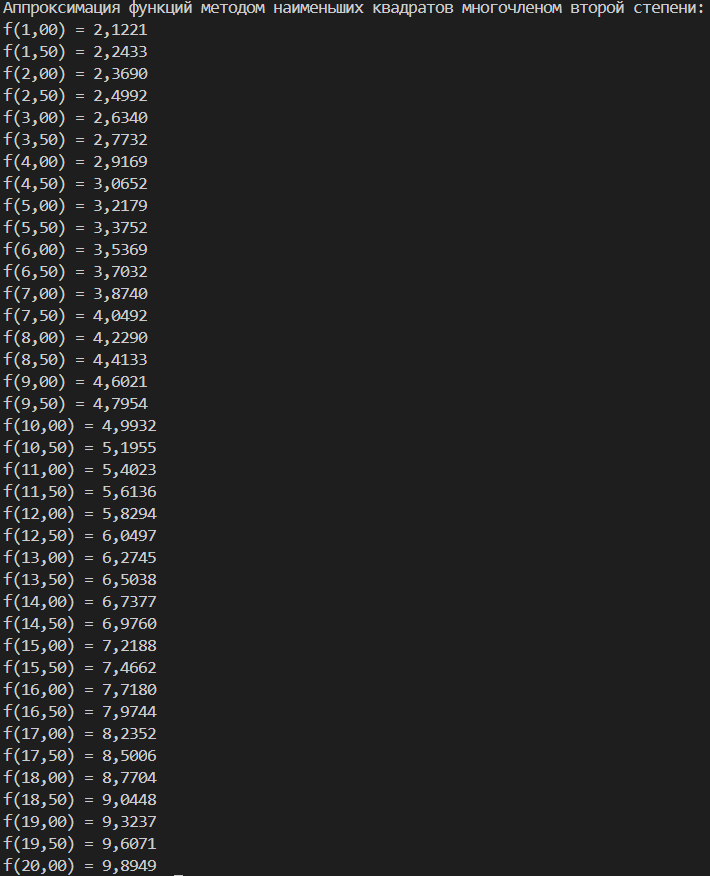 Аппроксимация функций методом наименьших квадратов многочленом второй степени:
f(1,00) = 2,1221
f(1,50) = 2,2433
f(2,00) = 2,3690
f(2,50) = 2,4992
f(3,00) = 2,6340
f(3,50) = 2,7732
f(4,00) = 2,9169
f(4,50) = 3,0652
f(5,00) = 3,2179
f(5,50) = 3,3752
f(6,00) = 3,5369
f(6,50) = 3,7032
f(7,00) = 3,8740
f(7,50) = 4,0492
f(8,00) = 4,2290
f(8,50) = 4,4133
f(9,00) = 4,6021
f(9,50) = 4,7954
f(10,00) = 4,9932
f(10,50) = 5,1955
f(11,00) = 5,4023
f(11,50) = 5,6136
f(12,00) = 5,8294
f(12,50) = 6,0497
f(13,00) = 6,2745
f(13,50) = 6,5038
f(14,00) = 6,7377
f(14,50) = 6,9760
f(15,00) = 7,2188
f(15,50) = 7,4662
f(16,00) = 7,7180
f(16,50) = 7,9744
f(17,00) = 8,2352
f(17,50) = 8,5006
f(18,00) = 8,7704
f(18,50) = 9,0448
f(19,00) = 9,3237
f(19,50) = 9,6071
f(20,00) = 9,8949